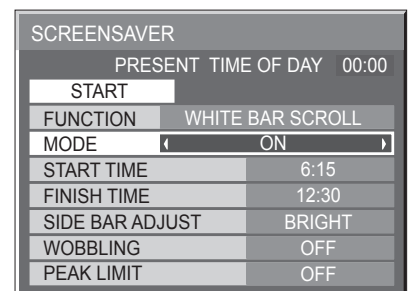 SCREENSAVER
PRESENT TIME OF DAY 00:00
START
FUNCTION WHITE BAR SCROLL
MODE ON
START TIME 6:15
FINISH TIME 12:30
SIDE BAR ADJUST BRIGHT
WOBBLING OFF
PEAK LIMIT OFF